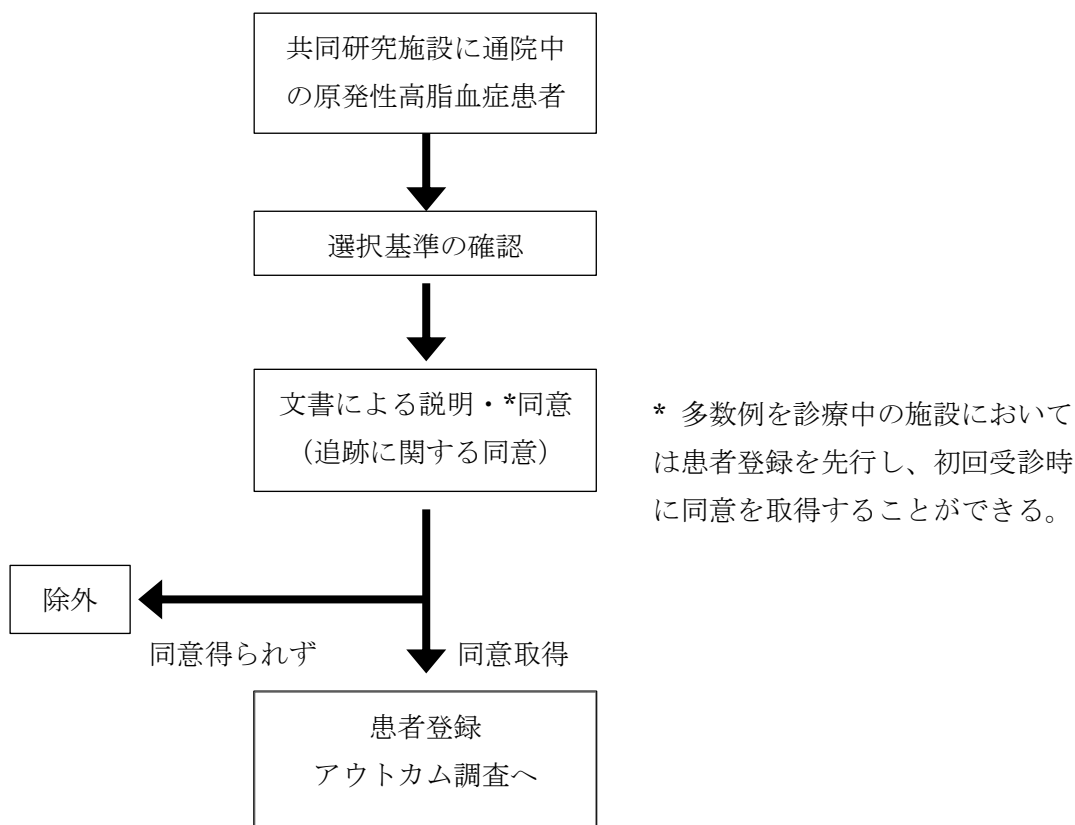 共同研究施設に通院中
の原発性高脂血症患者
選択基準の確認
文書による説明・*同意
（追跡に関する同意）
* 多数例を診療中の施設において
は患者登録を先行し、初回受診時
に同意を取得することができる。
除外
同意得られず
同意取得
患者登録
アウトカム調査へ